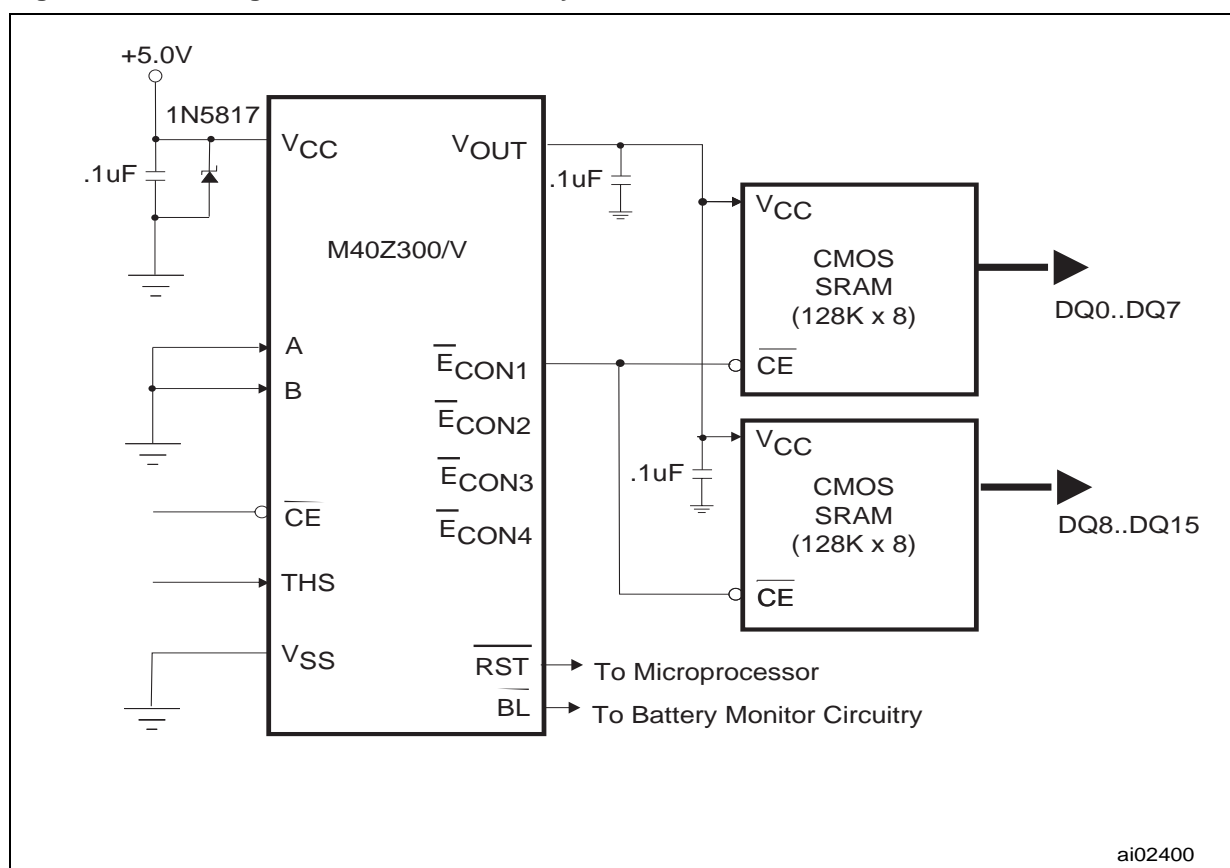 +5.0V
1N5817
.1uF
VCC
VOUT
.1uF
M40Z300/V
A
B
CE
THS
VSS
ECON1
ECON2
ECON3
ECON4
RST
BL
To Microprocessor
To Battery Monitor Circuitry
VCC
CMOS
SRAM
(128K x 8)
CE
DQ0..DQ7
.1uF
VCC
CMOS
SRAM
(128K x 8)
CE
DQ8..DQ15
ai02400